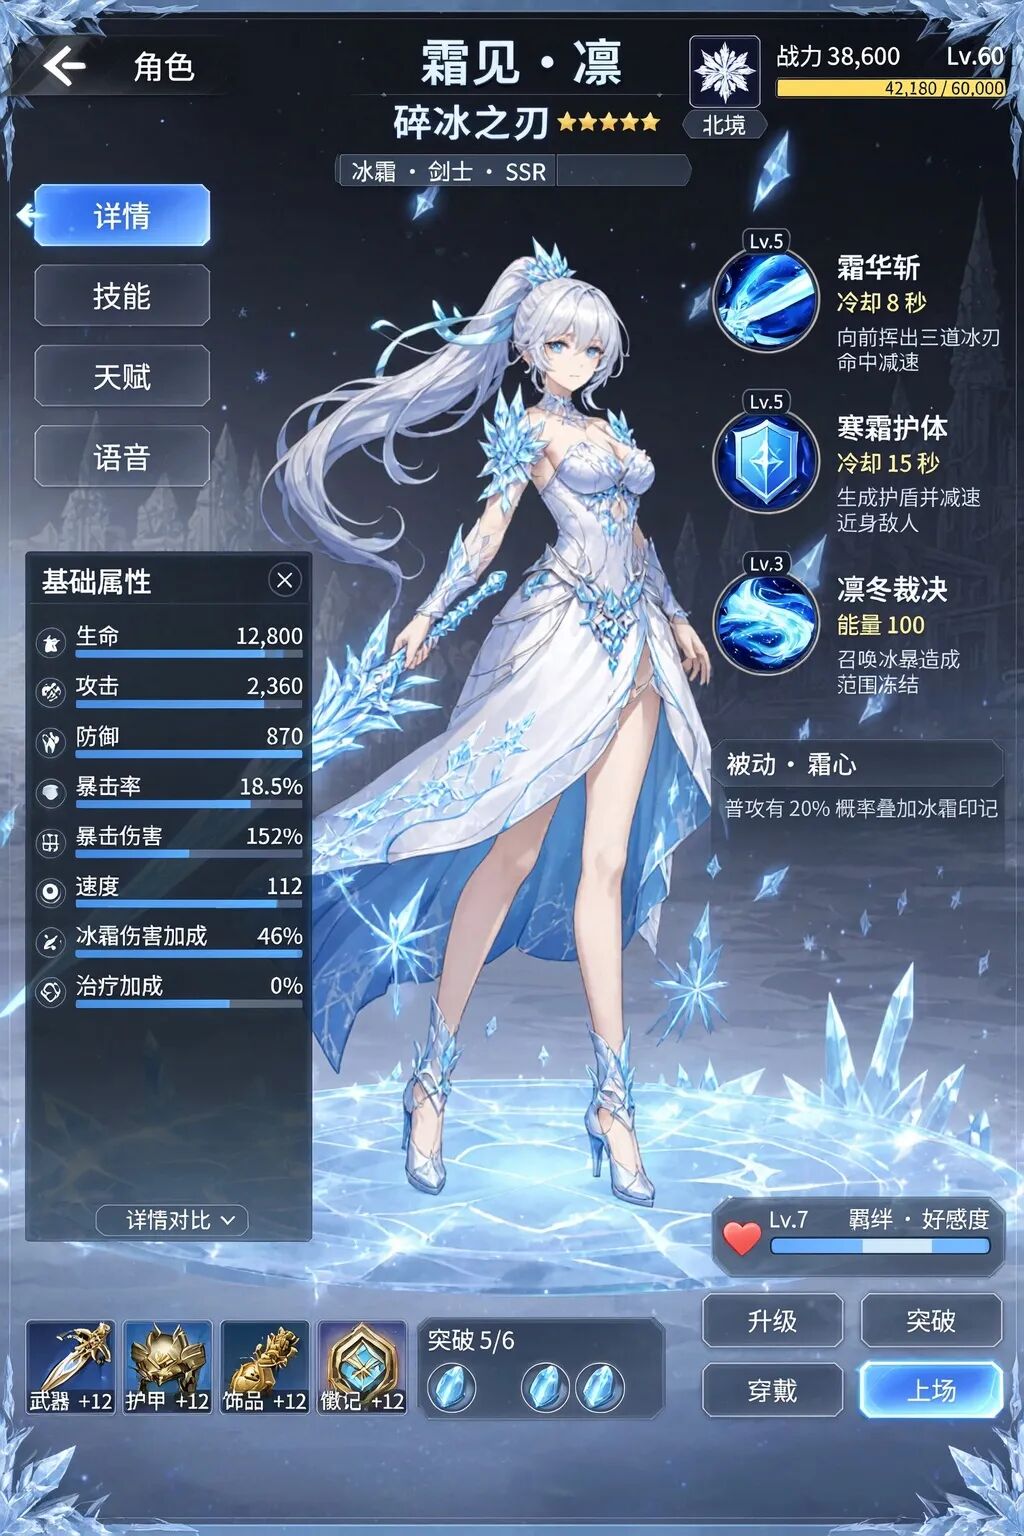 角色
霜见·凛
碎冰之刃
冰霜 · 剑士 · SSR
北境
战力 38,600 Lv.60
42,180 / 60,000
详情
技能
天赋
语音
Lv.5
霜华斩
冷却 8 秒
向前挥出三道冰刃
命中减速
Lv.5
寒霜护体
冷却 15 秒
生成护盾并减速
近身敌人
Lv.3
凛冬裁决
能量 100
召唤冰暴造成
范围冻结
被动 · 霜心
普攻有 20% 概率叠加冰霜印记
基础属性
生命 12,800
攻击 2,360
防御 870
暴击率 18.5%
暴击伤害 152%
速度 112
冰霜伤害加成 46%
治疗加成 0%
详情对比
Lv.7 羁绊 · 好感度
武器 +12
护甲 +12
饰品 +12
徽记 +12
突破 5/6
升级
突破
穿戴
上场